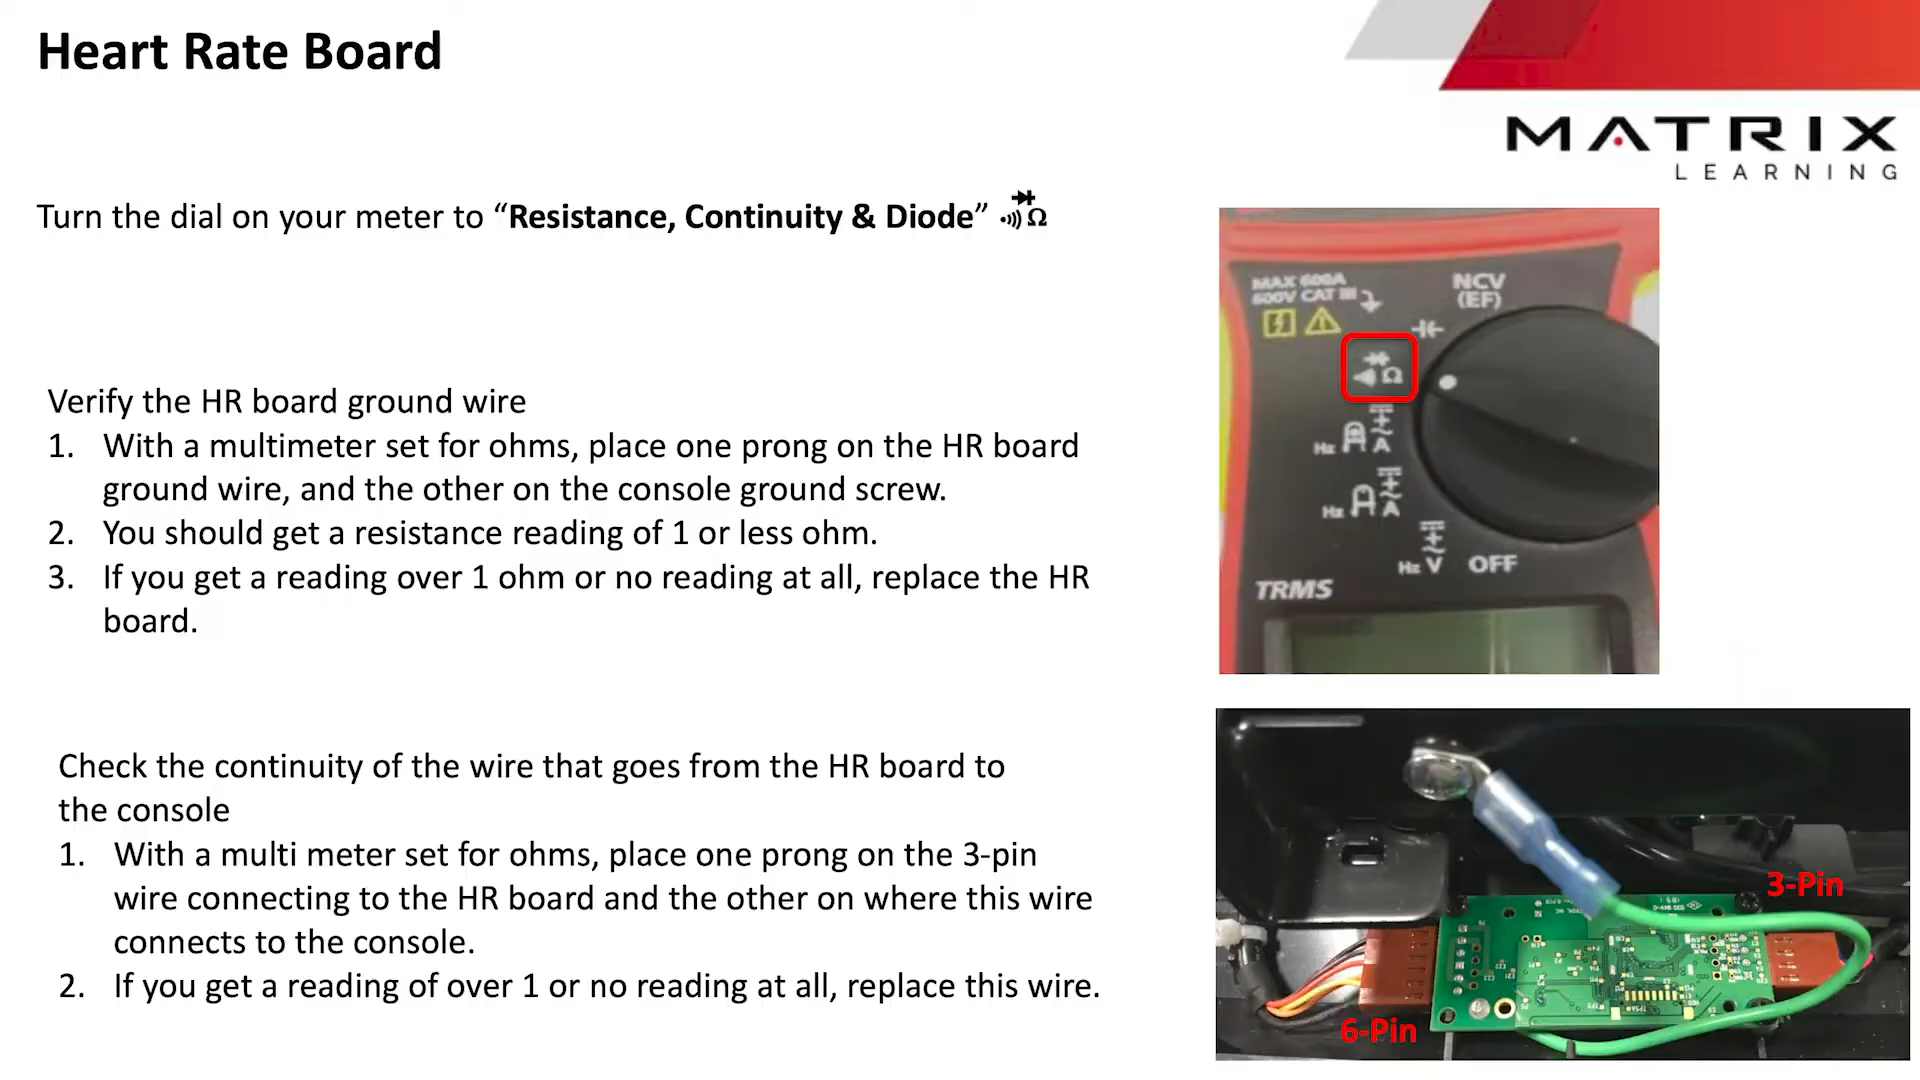 Heart Rate Board
MATRIX
LEARNING
Turn the dial on your meter to “Resistance, Continuity & Diode” Ω
Verify the HR board ground wire
1. With a multimeter set for ohms, place one prong on the HR board
ground wire, and the other on the console ground screw.
2. You should get a resistance reading of 1 or less ohm.
3. If you get a reading over 1 ohm or no reading at all, replace the HR
board.
Check the continuity of the wire that goes from the HR board to
the console
1. With a multi meter set for ohms, place one prong on the 3-pin
wire connecting to the HR board and the other on where this wire
connects to the console.
2. If you get a reading of over 1 or no reading at all, replace this wire.
MAX 600A
600V CAT III
NCV
(EF)
Ω
Hz A
Hz A
Hz V
OFF
TRMS
3-Pin
6-Pin